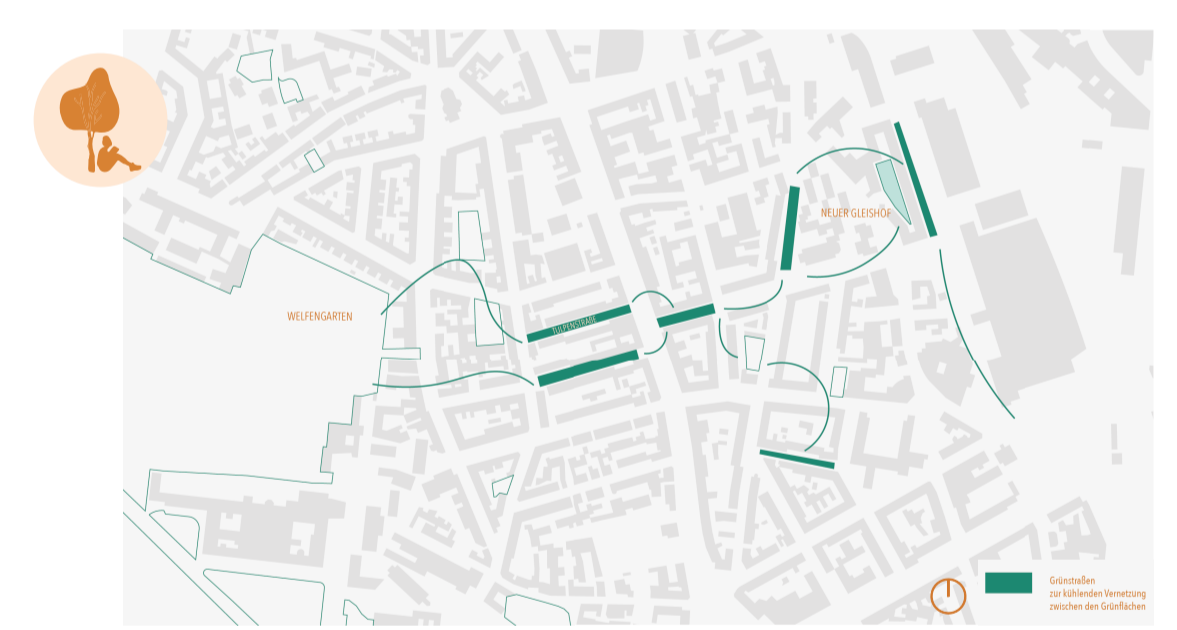 NEUER GLEISHOF
WELFENGARTEN
TULPENSTRAßE
Grünstraßen
zur kühlenden Vernetzung
zwischen den Grünflächen